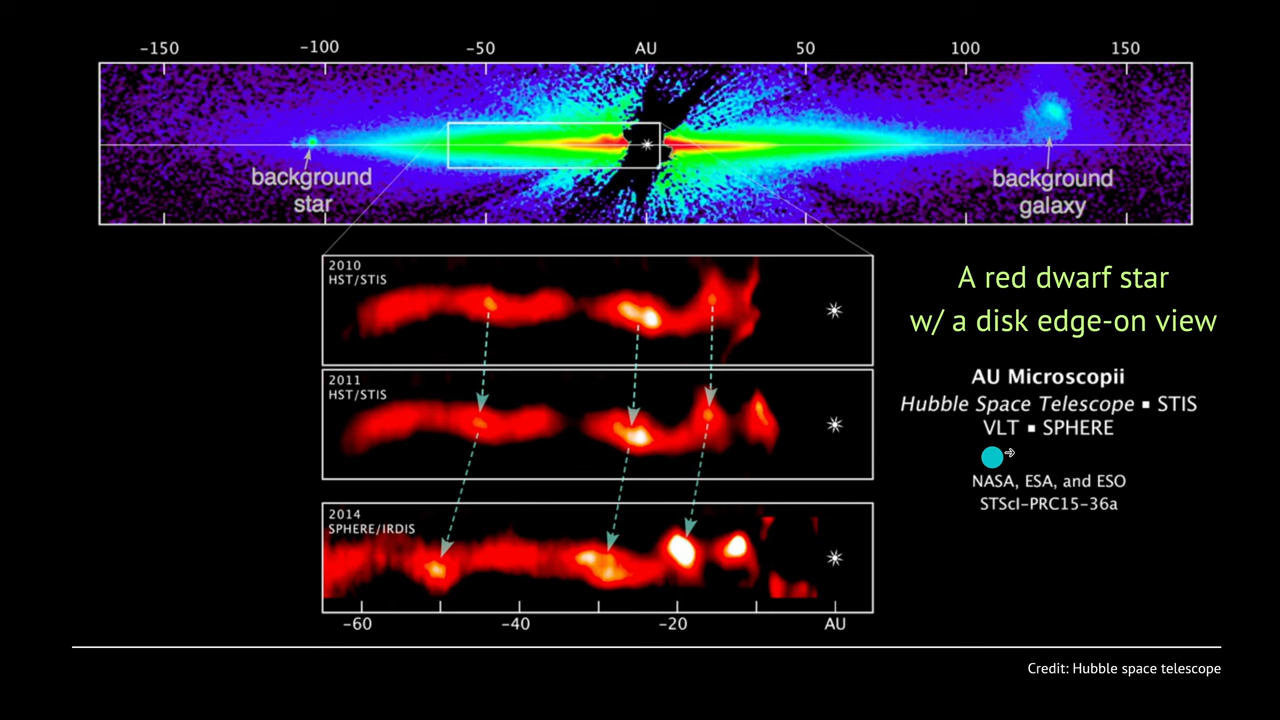 -150 -100 -50 AU 50 100 150
background
star
background
galaxy
2010
HST/STIS
2011
HST/STIS
2014
SPHERE/IRDIS
-60 -40 -20 AU
A red dwarf star
w/ a disk edge-on view
AU Microscopii
Hubble Space Telescope ▪ STIS
VLT ▪ SPHERE
NASA, ESA, and ESO
STScI-PRC15-36a
Credit: Hubble space telescope